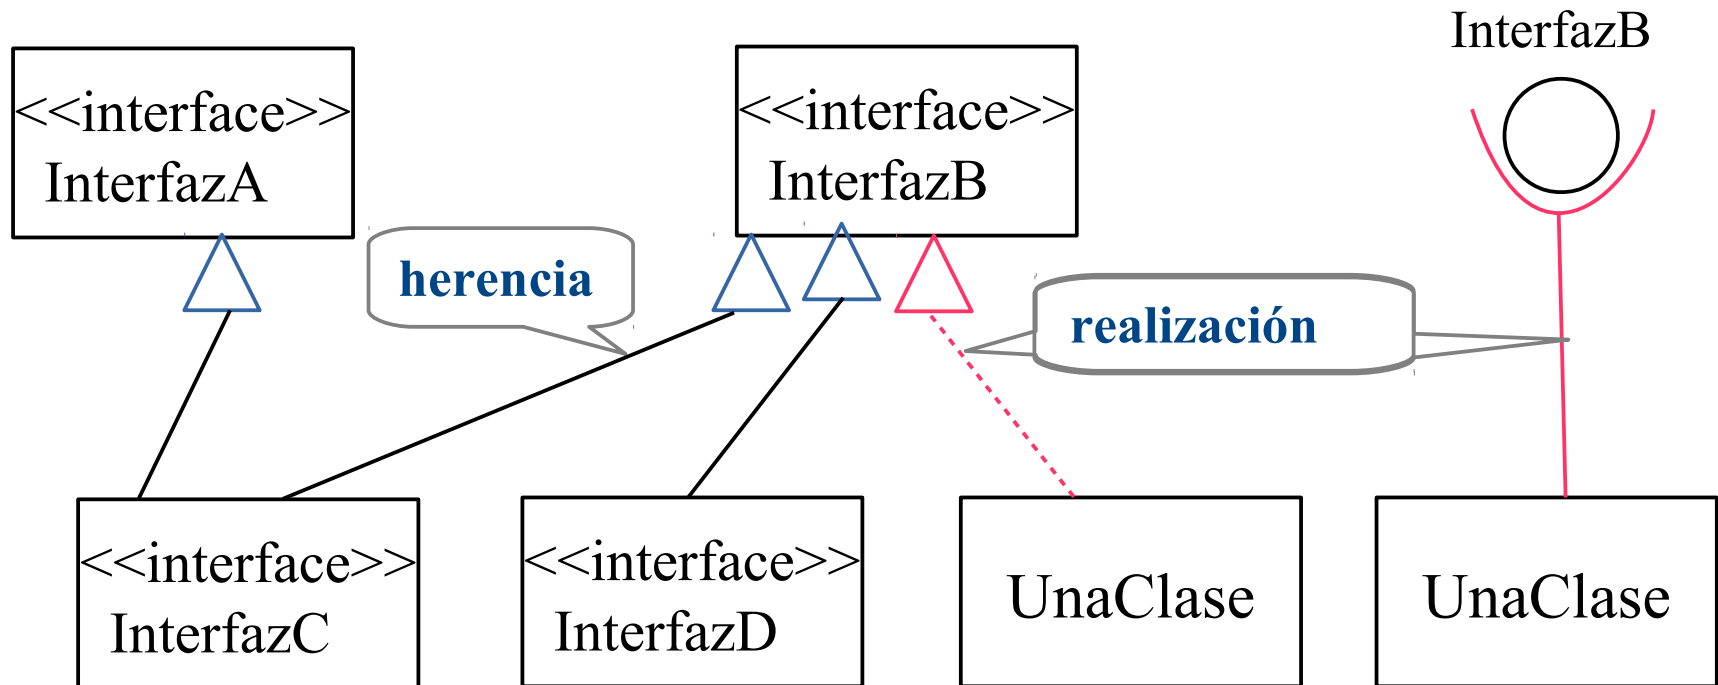 InterfazB
<<interface>>
InterfazA
<<interface>>
InterfazB
herencia
realización
<<interface>>
InterfazC
<<interface>>
InterfazD
UnaClase
UnaClase